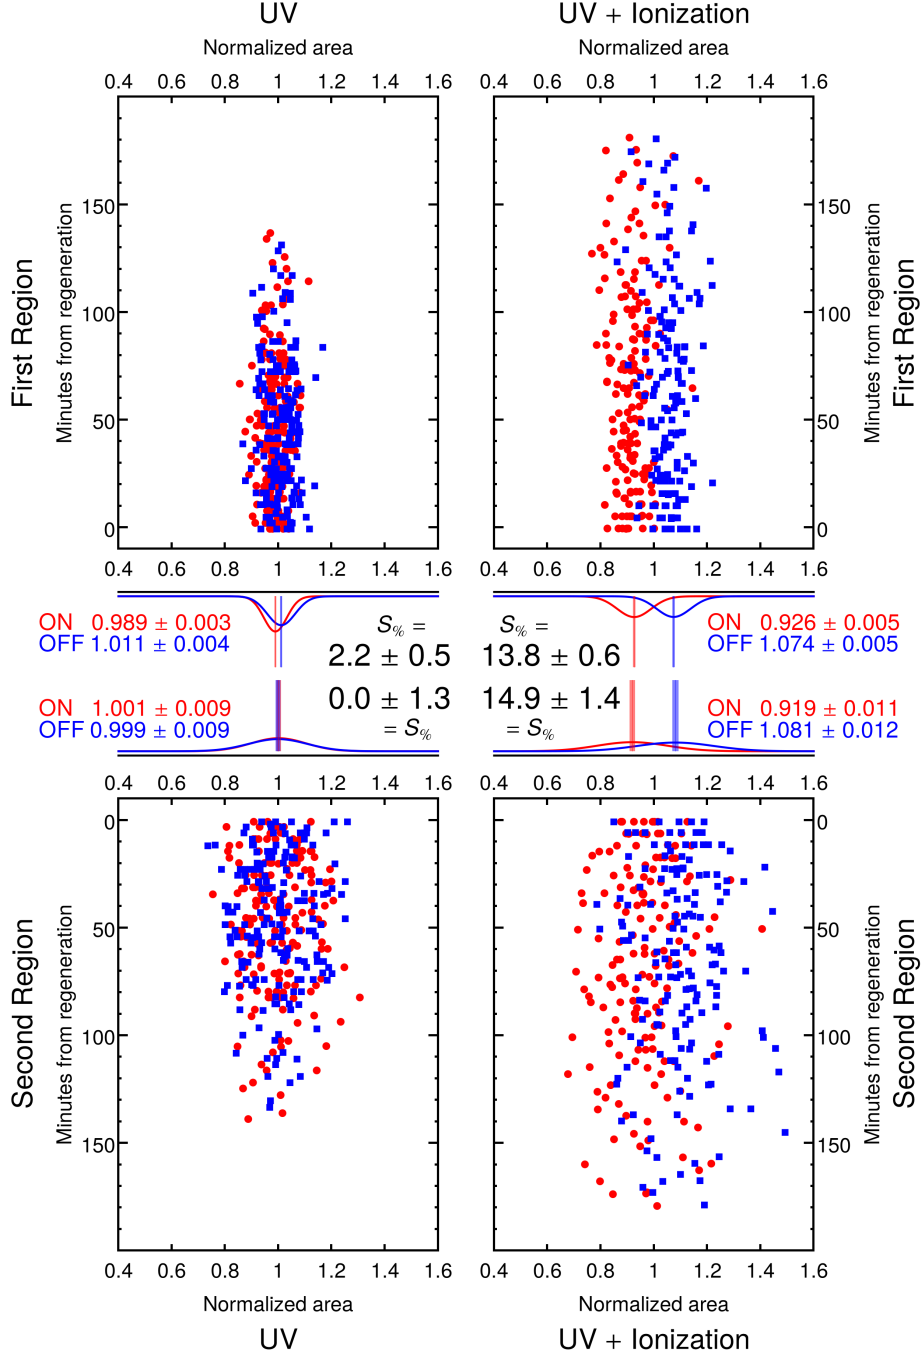 UV UV + Ionization
Normalized area Normalized area
0.4 0.6 0.8 1 1.2 1.4 1.6 0.4 0.6 0.8 1 1.2 1.4 1.6
First Region
Minutes from regeneration
150 100 50 0
150 100 50 0
Minutes from regeneration
First Region
0.4 0.6 0.8 1 1.2 1.4 1.6 0.4 0.6 0.8 1 1.2 1.4 1.6
ON 0.989 ± 0.003 S% = S% = ON 0.926 ± 0.005
OFF 1.011 ± 0.004 OFF 1.074 ± 0.005
2.2 ± 0.5 13.8 ± 0.6
0.0 ± 1.3 14.9 ± 1.4
ON 1.001 ± 0.009 ON 0.919 ± 0.011
OFF 0.999 ± 0.009 = S% = S% OFF 1.081 ± 0.012
0.4 0.6 0.8 1 1.2 1.4 1.6 0.4 0.6 0.8 1 1.2 1.4 1.6
Second Region
Minutes from regeneration
0 50 100 150
0 50 100 150
Minutes from regeneration
Second Region
0.4 0.6 0.8 1 1.2 1.4 1.6 0.4 0.6 0.8 1 1.2 1.4 1.6
Normalized area Normalized area
UV UV + Ionization